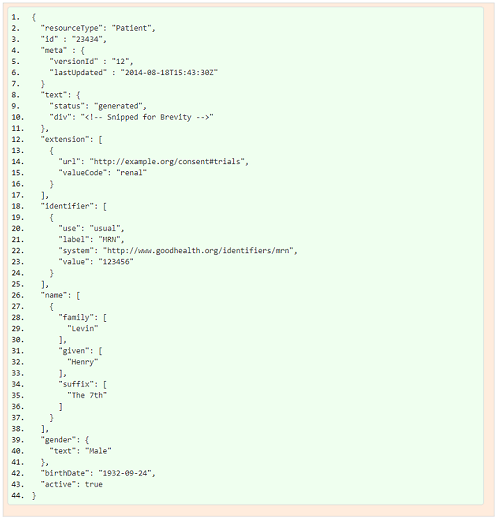 1. {
2. "resourceType": "Patient",
3. "id" : "23434",
4. "meta" : {
5. "versionId" : "12",
6. "lastUpdated" : "2014-08-18T15:43:30Z"
7. }
8. "text": {
9. "status": "generated",
10. "div": "<!-- Snipped for Brevity -->"
11. },
12. "extension": [
13. {
14. "url": "http://example.org/consent#trials",
15. "valueCode": "renal"
16. }
17. ],
18. "identifier": [
19. {
20. "use": "usual",
21. "label": "MRN",
22. "system": "http://www.goodhealth.org/identifiers/mrn",
23. "value": "123456"
24. }
25. ],
26. "name": [
27. {
28. "family": [
29. "Levin"
30. ],
31. "given": [
32. "Henry"
33. ],
34. "suffix": [
35. "The 7th"
36. ]
37. }
38. ],
39. "gender": {
40. "text": "Male"
41. },
42. "birthDate": "1932-09-24",
43. "active": true
44. }